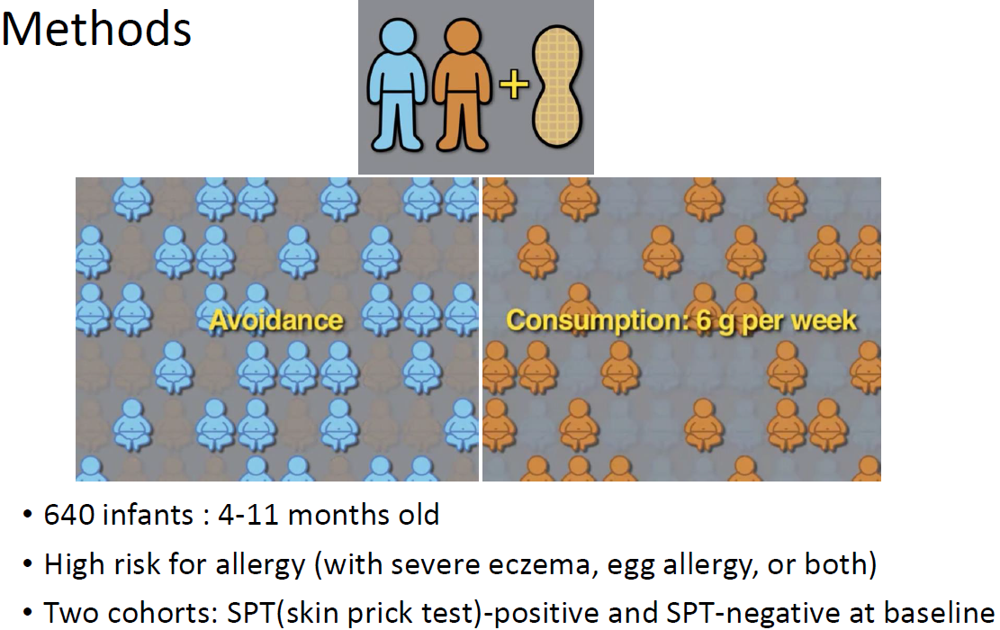 Methods
+
Avoidance
Consumption: 6 g per week
• 640 infants : 4-11 months old
• High risk for allergy (with severe eczema, egg allergy, or both)
• Two cohorts: SPT(skin prick test)-positive and SPT-negative at baseline